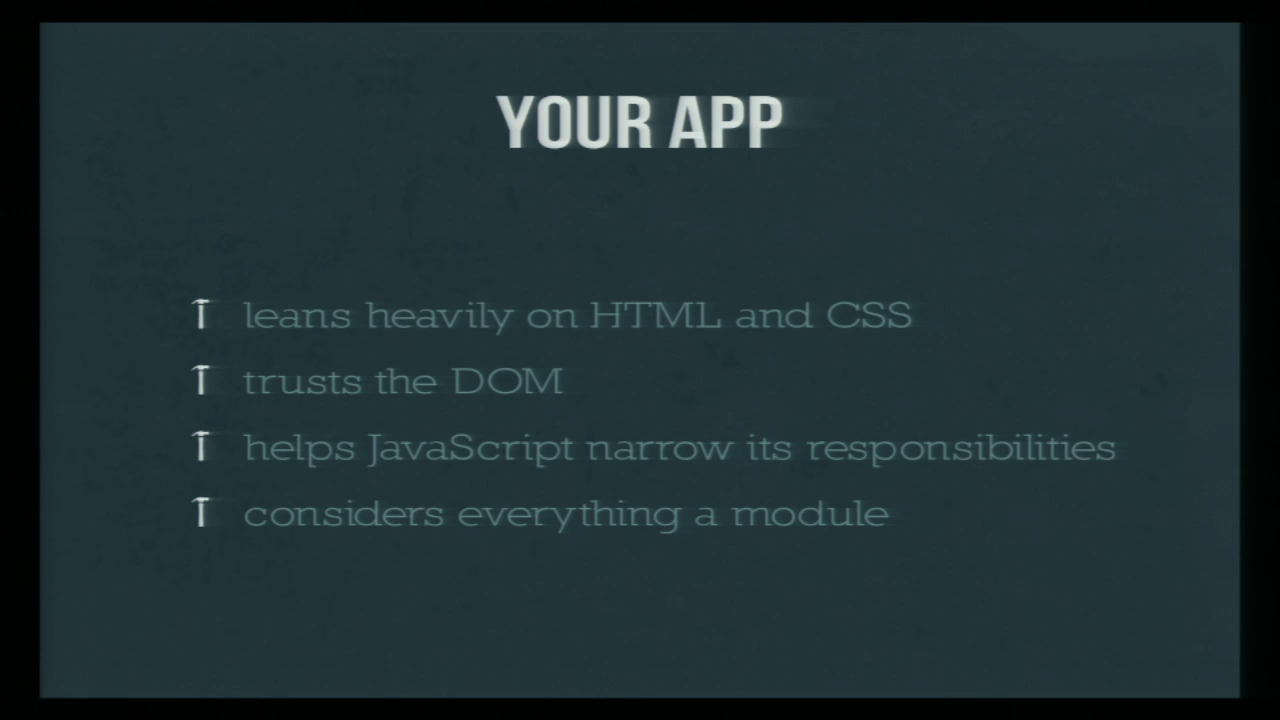 YOUR APP
leans heavily on HTML and CSS
trusts the DOM
helps JavaScript narrow its responsibilities
considers everything a module